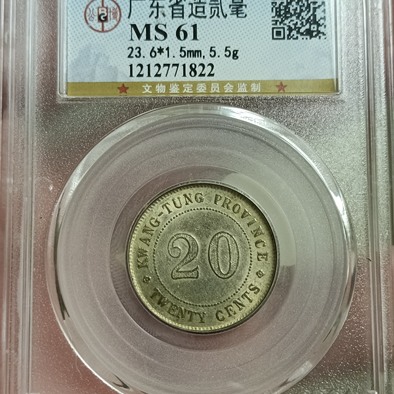 广东省造贰毫
MS 61
23.6*1.5mm,5.5g
1212771822
★ 文物鉴定委员会监制 ★
KWANG-TUNG PROVINCE
20
TWENTY CENTS